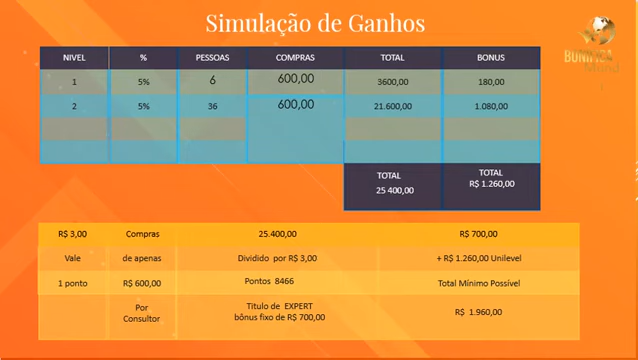 Simulação de Ganhos
NIVEL % PESSOAS COMPRAS TOTAL BONUS
1 5% 6 600,00 3600,00 180,00
2 5% 36 600,00 21.600,00 1.080,00
TOTAL TOTAL
25 400,00 R$ 1.260,00
R$ 3,00 Compras 25.400,00 R$ 700,00
Vale de apenas Dividido por R$ 3,00 + R$ 1.260,00 Unilevel
1 ponto R$ 600,00 Pontos 8466 Total Mínimo Possível
Por Título de EXPERT
Consultor bônus fixo de R$ 700,00 R$ 1.960,00